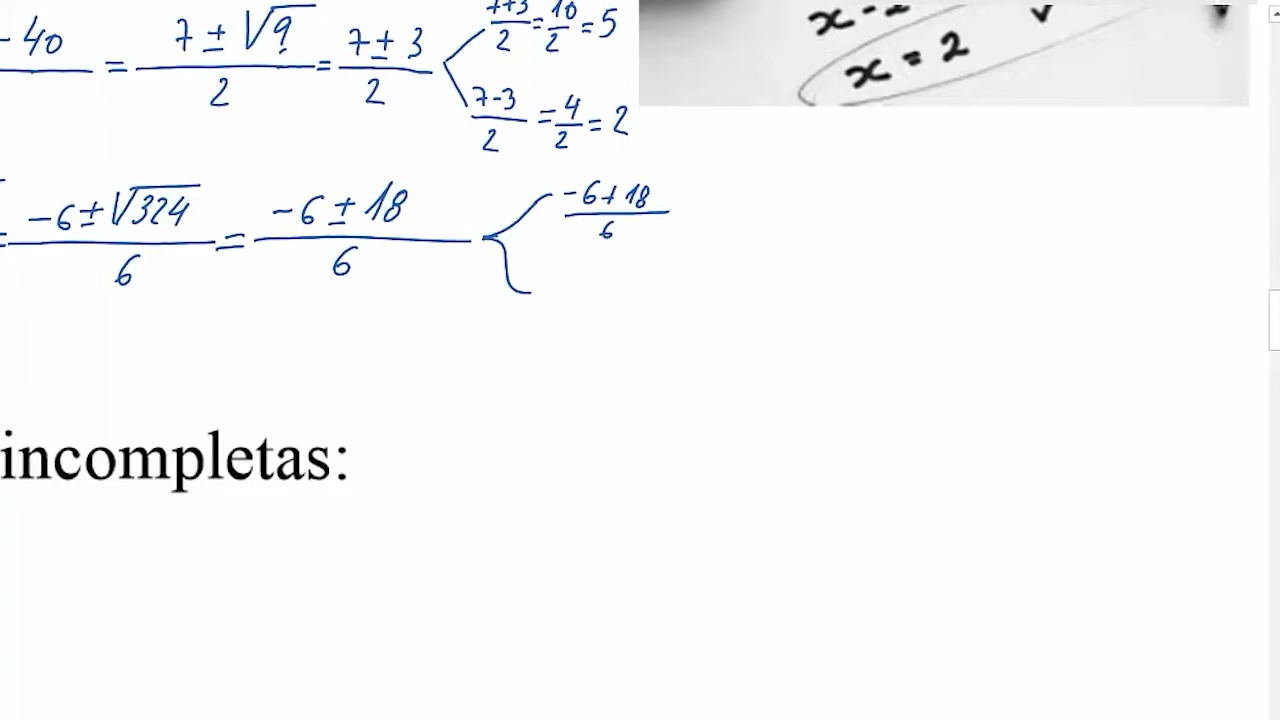 - 40 / = 7 ± √9 / 2 = 7 ± 3 / 2
7+3 / 2 = 10 / 2 = 5
7-3 / 2 = 4 / 2 = 2
x = 2
= -6 ± √324 / 6 = -6 ± 18 / 6
-6+18 / 6
incompletas: